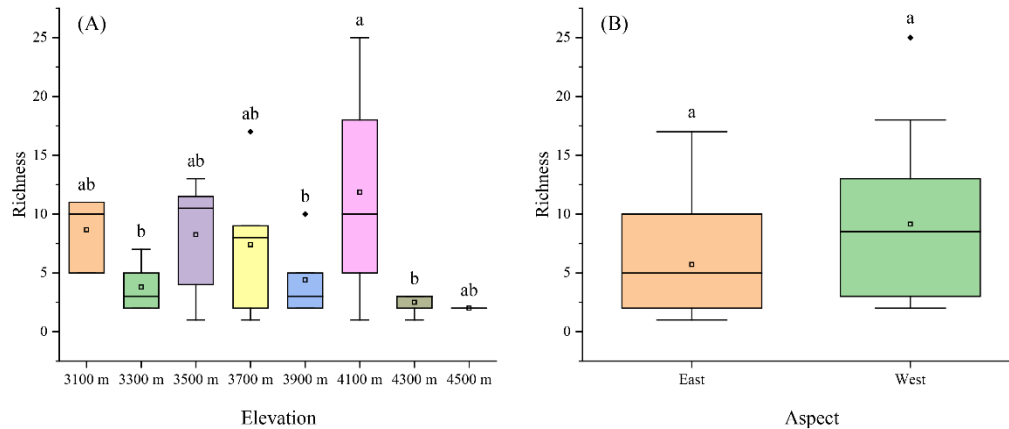 (A)
a
ab
b
ab
ab
b
b
ab
Richness
25
20
15
10
5
0
3100 m 3300 m 3500 m 3700 m 3900 m 4100 m 4300 m 4500 m
Elevation
(B)
a
a
Richness
25
20
15
10
5
0
East West
Aspect